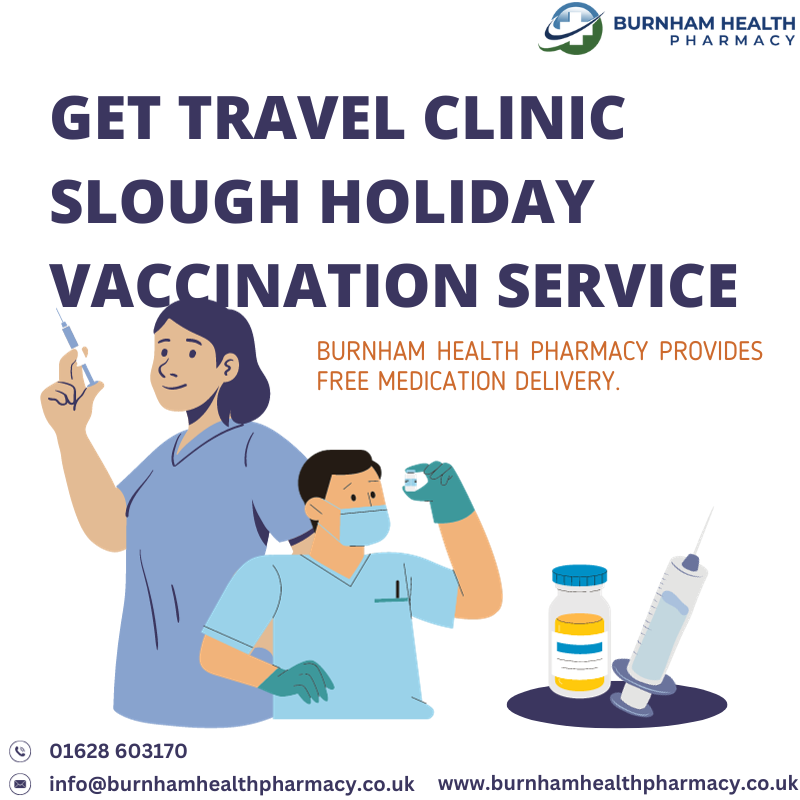 BURNHAM HEALTH
PHARMACY
GET TRAVEL CLINIC
SLOUGH HOLIDAY
VACCINATION SERVICE
BURNHAM HEALTH PHARMACY PROVIDES
FREE MEDICATION DELIVERY.
01628 603170
info@burnhamhealthpharmacy.co.uk
www.burnhamhealthpharmacy.co.uk